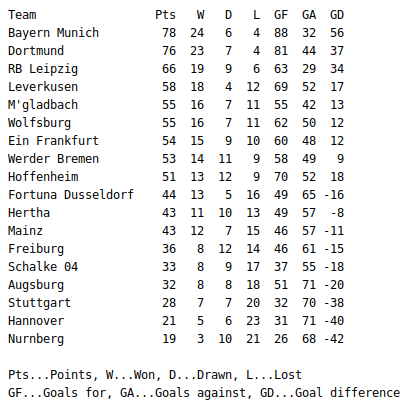 Team Pts W D L GF GA GD
Bayern Munich 78 24 6 4 88 32 56
Dortmund 76 23 7 4 81 44 37
RB Leipzig 66 19 9 6 63 29 34
Leverkusen 58 18 4 12 69 52 17
M'gladbach 55 16 7 11 55 42 13
Wolfsburg 55 16 7 11 62 50 12
Ein Frankfurt 54 15 9 10 60 48 12
Werder Bremen 53 14 11 9 58 49 9
Hoffenheim 51 13 12 9 70 52 18
Fortuna Dusseldorf 44 13 5 16 49 65 -16
Hertha 43 11 10 13 49 57 -8
Mainz 43 12 7 15 46 57 -11
Freiburg 36 8 12 14 46 61 -15
Schalke 04 33 8 9 17 37 55 -18
Augsburg 32 8 8 18 51 71 -20
Stuttgart 28 7 7 20 32 70 -38
Hannover 21 5 6 23 31 71 -40
Nurnberg 19 3 10 21 26 68 -42
Pts...Points, W...Won, D...Drawn, L...Lost
GF...Goals for, GA...Goals against, GD...Goal difference